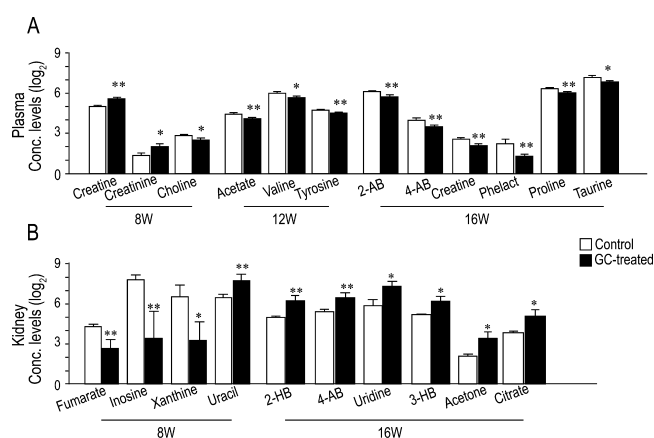 A
Plasma
Conc. levels (log2)
9
6
3
0
** * * ** * ** ** ** ** ** ** *
Creatine Creatinine Choline Acetate Valine Tyrosine 2-AB 4-AB Creatine Phelact Proline Taurine
8W 12W 16W
B
Control
GC-treated
Kidney
Conc. levels (log2)
9
6
3
0
** ** * ** ** ** * * * *
Fumarate Inosine Xanthine Uracil 2-HB 4-AB Uridine 3-HB Acetone Citrate
8W 16W